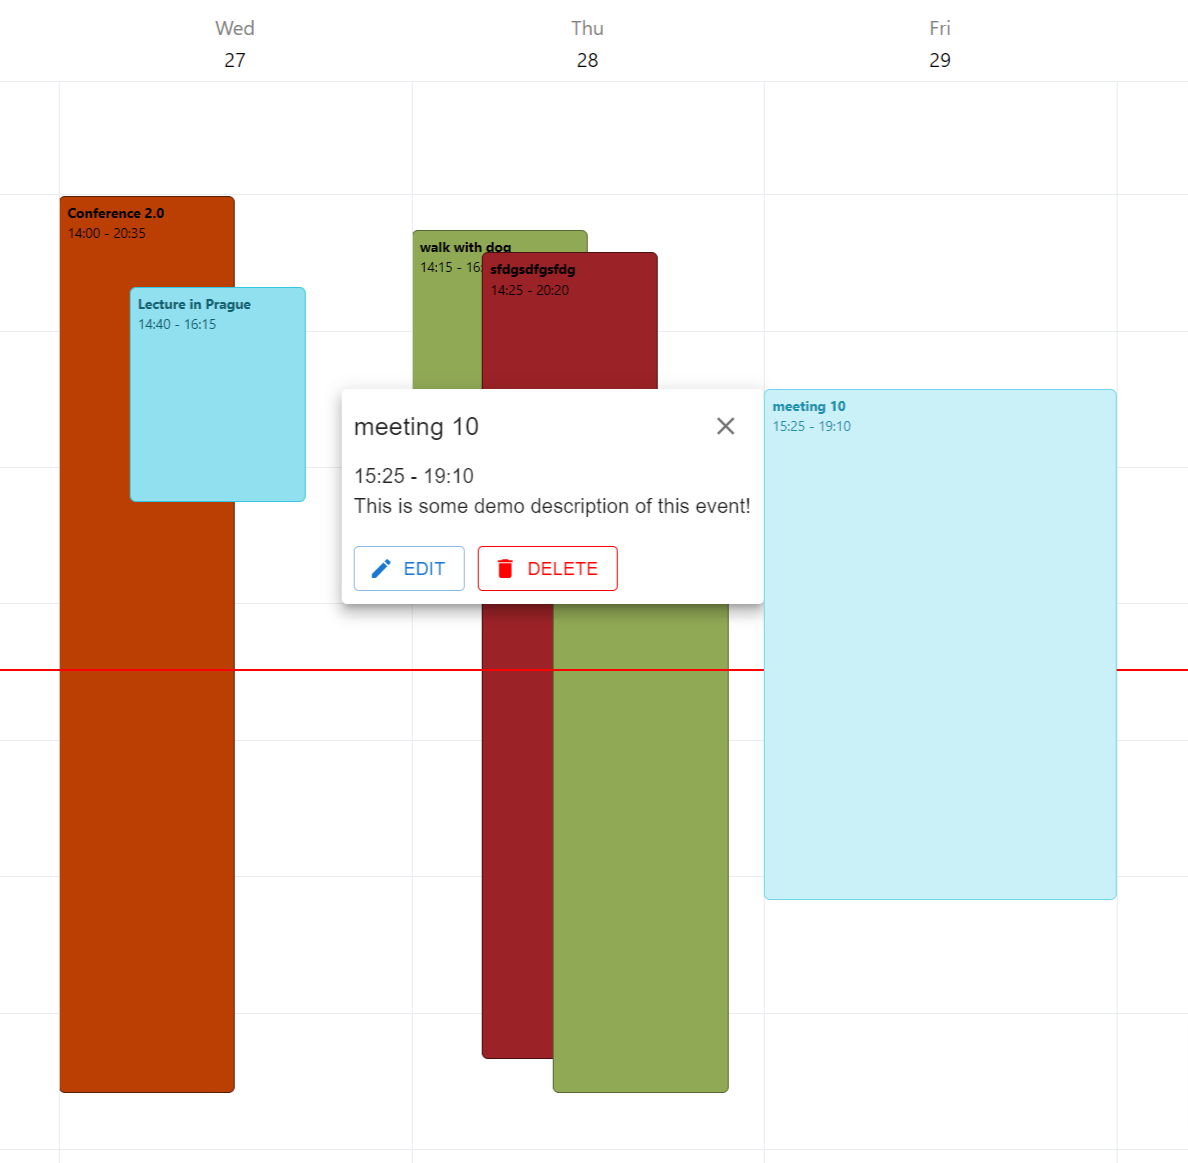 Wed
27
Thu
28
Fri
29
Conference 2.0
14:00 - 20:35
Lecture in Prague
14:40 - 16:15
walk with dog
14:15 - 16:
sfdgsdfgsfdg
14:25 - 20:20
meeting 10
15:25 - 19:10
This is some demo description of this event!
EDIT
DELETE
meeting 10
15:25 - 19:10